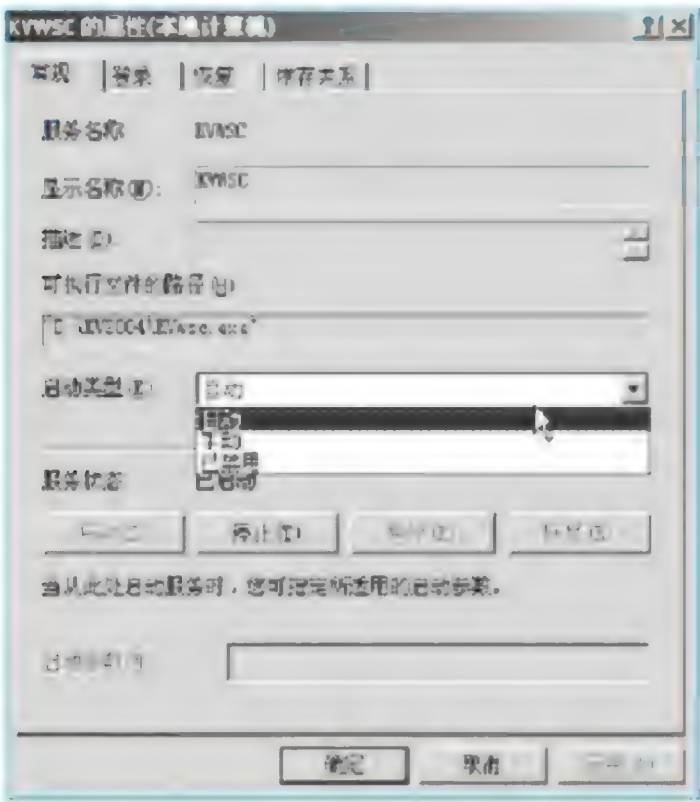 KVWSC 的属性(本地计算机)
常规 登录 恢复 依存关系
服务名称 KVWSC
显示名称(N): KVWSC
描述(D)
可执行文件的路径(H)
启动类型(E): 自动
自动
手动
已禁用
服务状态 已启动
停止(T)
当从此处启动服务时，您可指定所适用的启动参数。
确定 取消